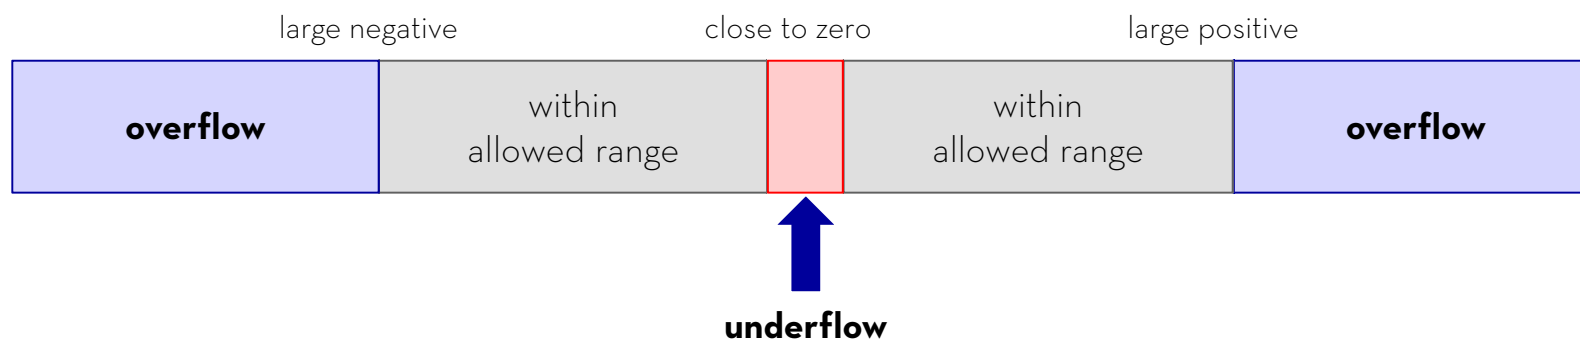 large negative
close to zero
large positive
overflow
within
allowed range
within
allowed range
overflow
underflow